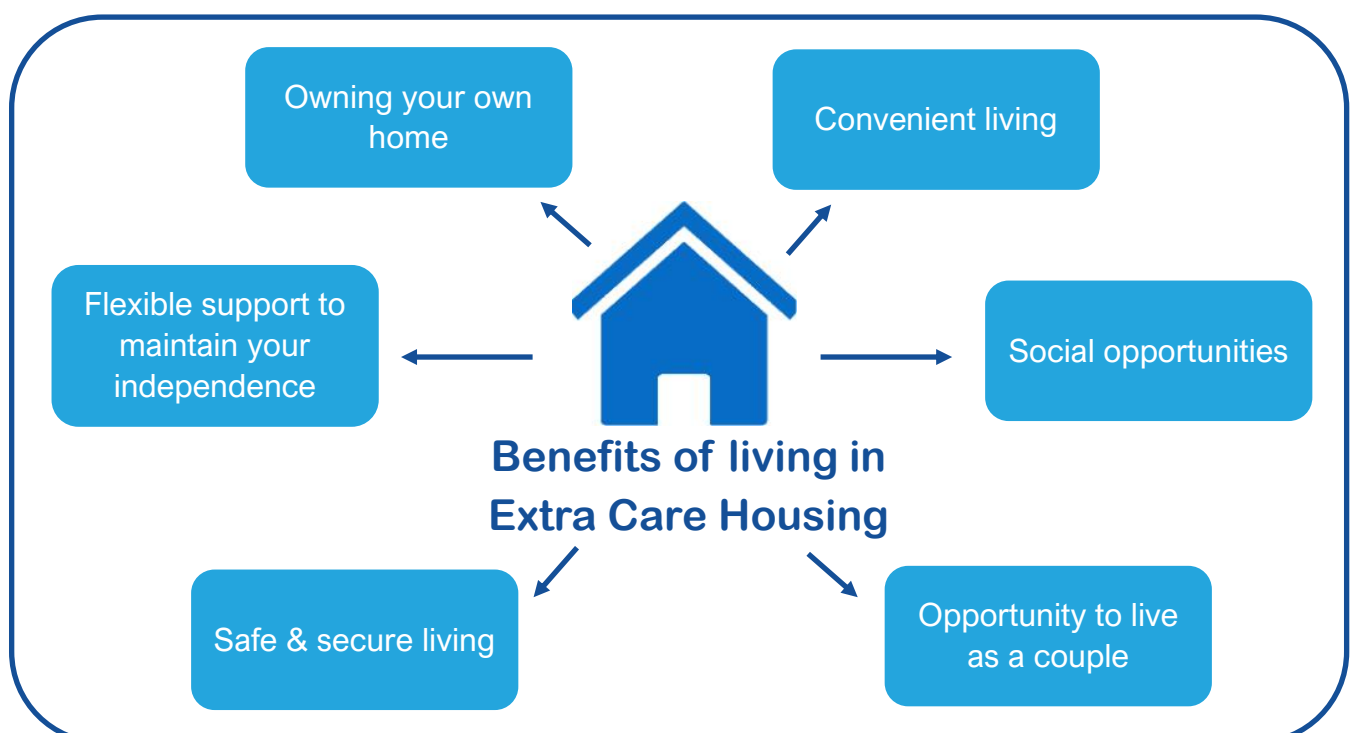 Owning your own
home
Convenient living
Flexible support to
maintain your
independence
Social opportunities
Benefits of living in
Extra Care Housing
Safe & secure living
Opportunity to live
as a couple